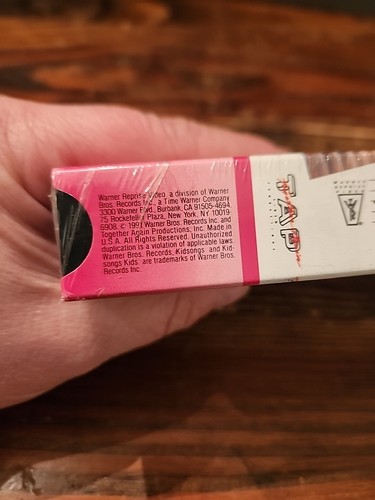 Warner Reprise Video a division of Warner
Bros. Records Inc., a Time Warner Company
3300 Warner Blvd., Burbank, CA 91505-4694.
75 Rockefeller Plaza, New York, NY 10019-
6908. © 1991 Warner Bros. Records Inc. and
Together Again Productions, Inc. Made in
U.S.A. All Rights Reserved. Unauthorized
duplication is a violation of applicable laws.
Warner Bros. Records, Kidsongs and Kid-
songs Kids are trademarks of Warner Bros.
Records Inc.
TAP